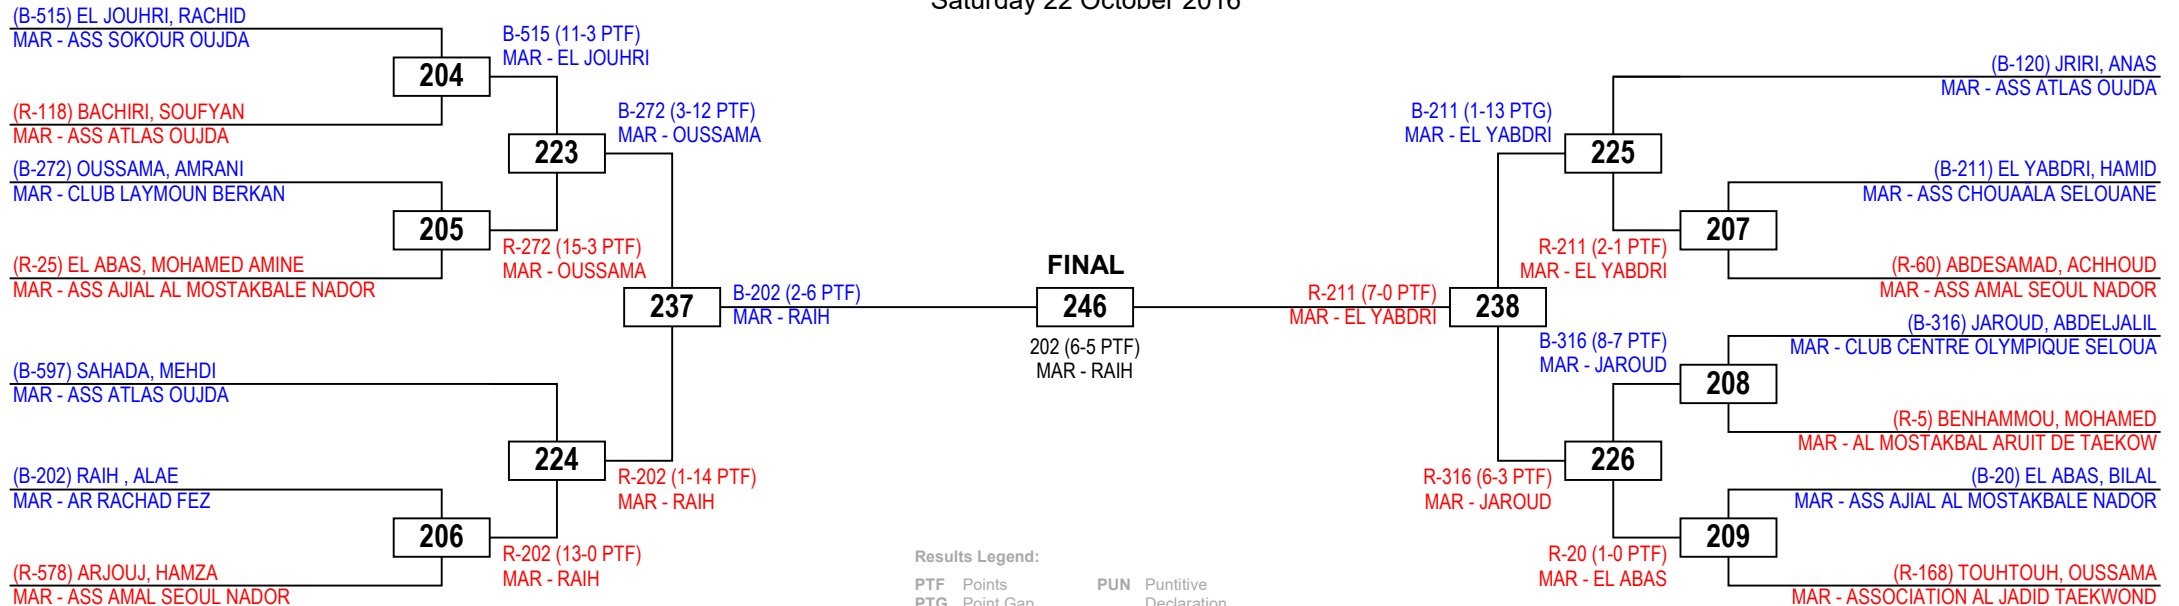 Saturday 22 October 2016
(B-515) EL JOUHRI, RACHID
MAR - ASS SOKOUR OUJDA
204
(R-118) BACHIRI, SOUFYAN
MAR - ASS ATLAS OUJDA
(B-272) OUSSAMA, AMRANI
MAR - CLUB LAYMOUN BERKAN
205
(R-25) EL ABAS, MOHAMED AMINE
MAR - ASS AJIAL AL MOSTAKBALE NADOR
(B-597) SAHADA, MEHDI
MAR - ASS ATLAS OUJDA
(B-202) RAIH , ALAE
MAR - AR RACHAD FEZ
206
(R-578) ARJOUJ, HAMZA
MAR - ASS AMAL SEOUL NADOR
B-515 (11-3 PTF)
MAR - EL JOUHRI
223
R-272 (15-3 PTF)
MAR - OUSSAMA
224
R-202 (13-0 PTF)
MAR - RAIH
B-272 (3-12 PTF)
MAR - OUSSAMA
237
R-202 (1-14 PTF)
MAR - RAIH
B-202 (2-6 PTF)
MAR - RAIH
FINAL
246
202 (6-5 PTF)
MAR - RAIH
R-211 (7-0 PTF)
MAR - EL YABDRI
238
B-211 (1-13 PTG)
MAR - EL YABDRI
R-316 (6-3 PTF)
MAR - JAROUD
225
R-211 (2-1 PTF)
MAR - EL YABDRI
B-316 (8-7 PTF)
MAR - JAROUD
226
R-20 (1-0 PTF)
MAR - EL ABAS
(B-120) JRIRI, ANAS
MAR - ASS ATLAS OUJDA
(B-211) EL YABDRI, HAMID
MAR - ASS CHOUAALA SELOUANE
207
(R-60) ABDESAMAD, ACHHOUD
MAR - ASS AMAL SEOUL NADOR
(B-316) JAROUD, ABDELJALIL
MAR - CLUB CENTRE OLYMPIQUE SELOUA
208
(R-5) BENHAMMOU, MOHAMED
MAR - AL MOSTAKBAL ARUIT DE TAEKOW
(B-20) EL ABAS, BILAL
MAR - ASS AJIAL AL MOSTAKBALE NADOR
209
(R-168) TOUHTOUH, OUSSAMA
MAR - ASSOCIATION AL JADID TAEKWOND
Results Legend:
PTF Points PUN Puntitive
PTG Point Gap Declaration